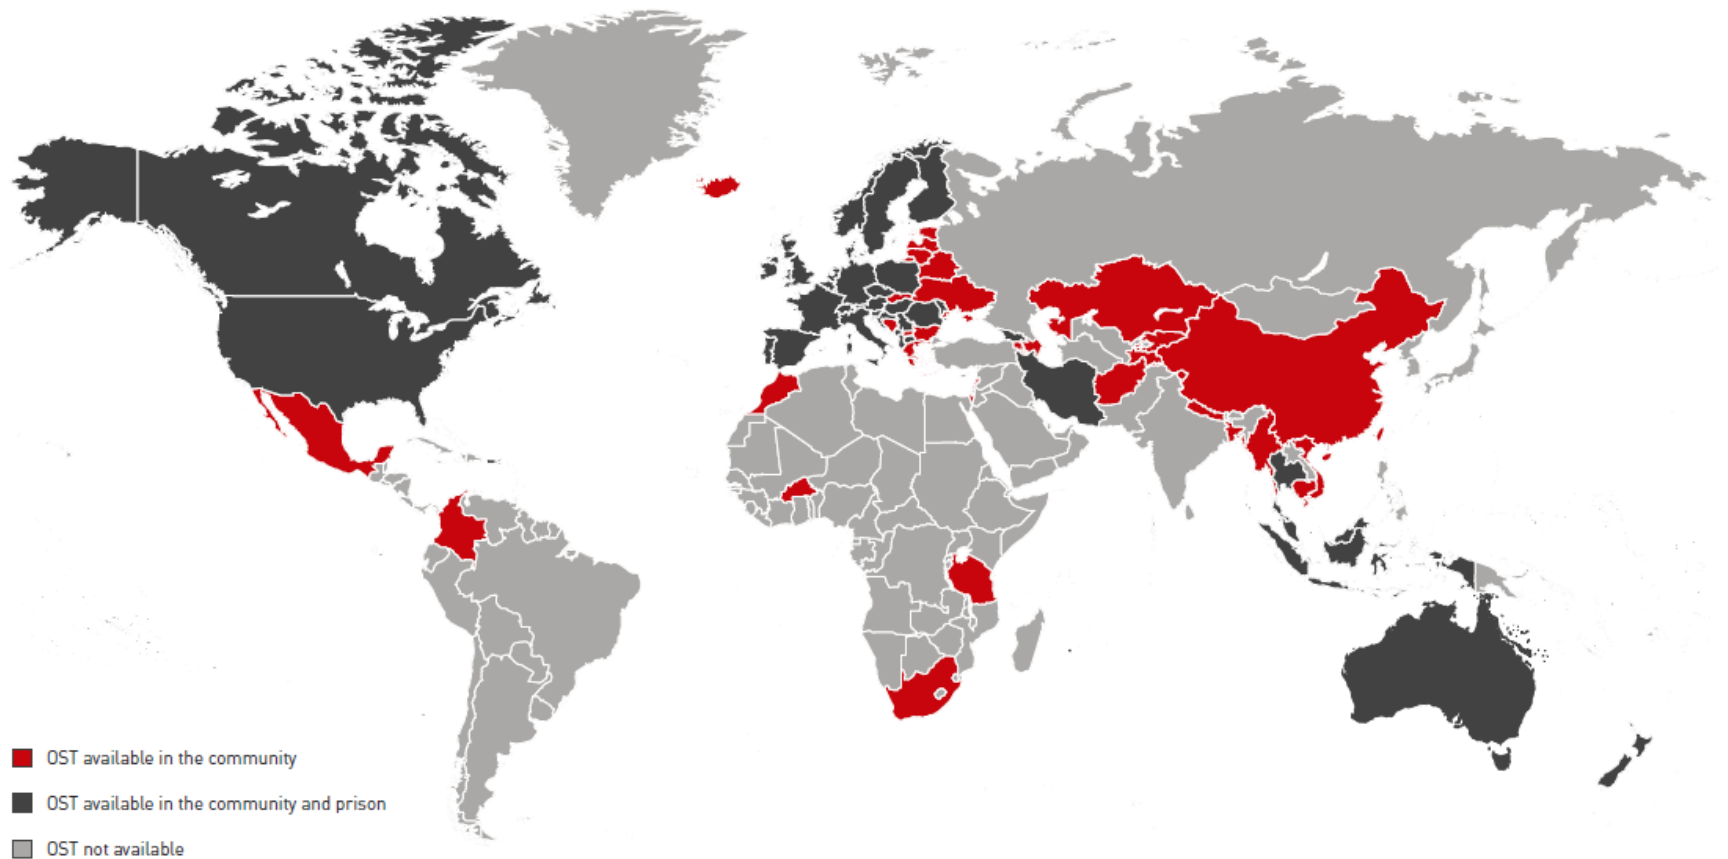 OST available in the community
OST available in the community and prison
OST not available